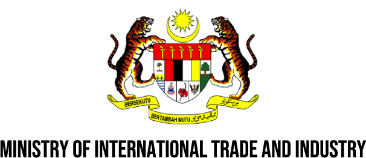 BERSEKUTU
BERTAMBAH MUTU
MINISTRY OF INTERNATIONAL TRADE AND INDUSTRY